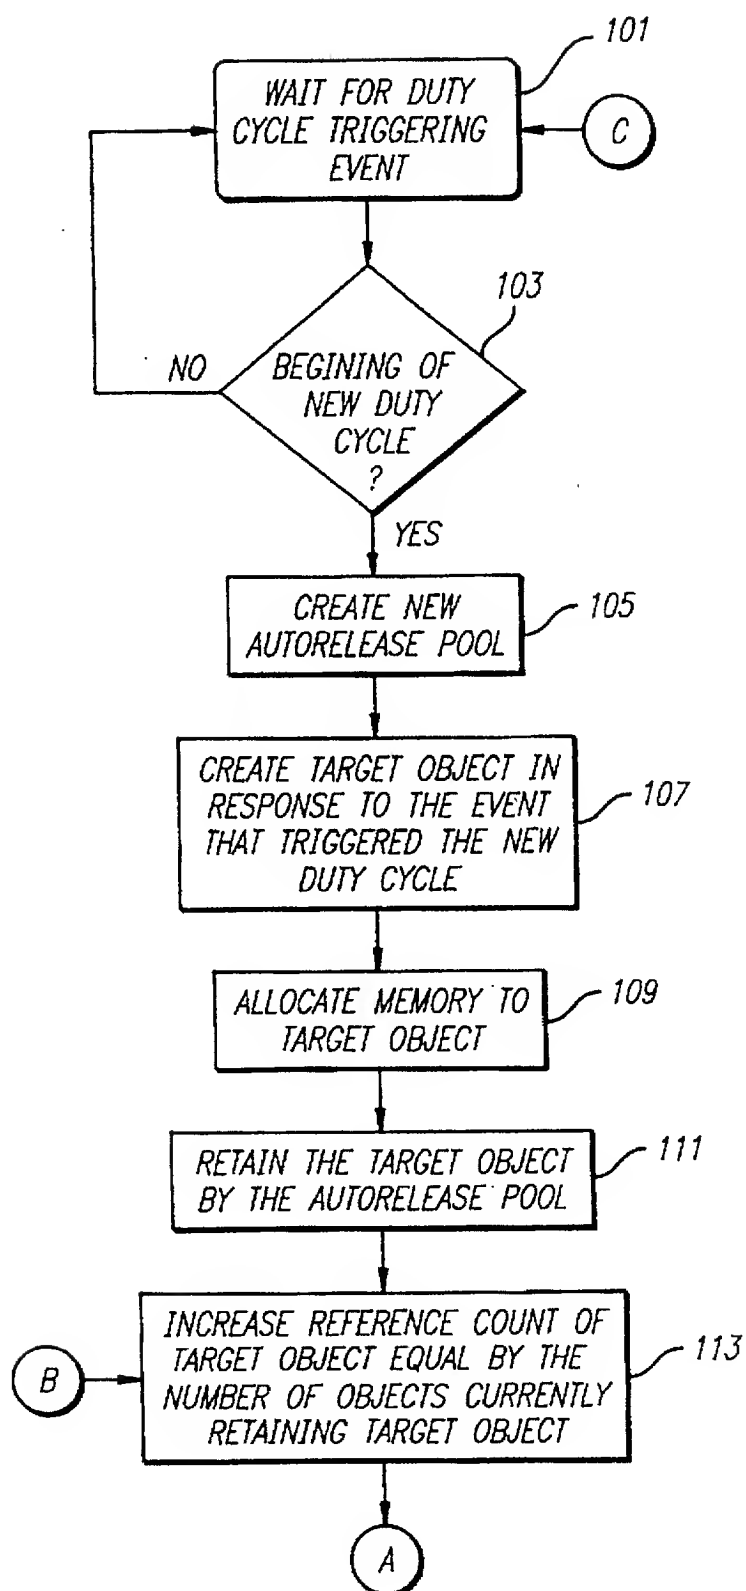 101
WAIT FOR DUTY
CYCLE TRIGGERING
EVENT
C
103
NO
BEGINING OF
NEW DUTY
CYCLE
?
YES
CREATE NEW
AUTORELEASE POOL
105
CREATE TARGET OBJECT IN
RESPONSE TO THE EVENT
THAT TRIGGERED THE NEW
DUTY CYCLE
107
ALLOCATE MEMORY TO
TARGET OBJECT
109
RETAIN THE TARGET OBJECT
BY THE AUTORELEASE POOL
111
INCREASE REFERENCE COUNT OF
TARGET OBJECT EQUAL BY THE
NUMBER OF OBJECTS CURRENTLY
RETAINING TARGET OBJECT
113
B
A